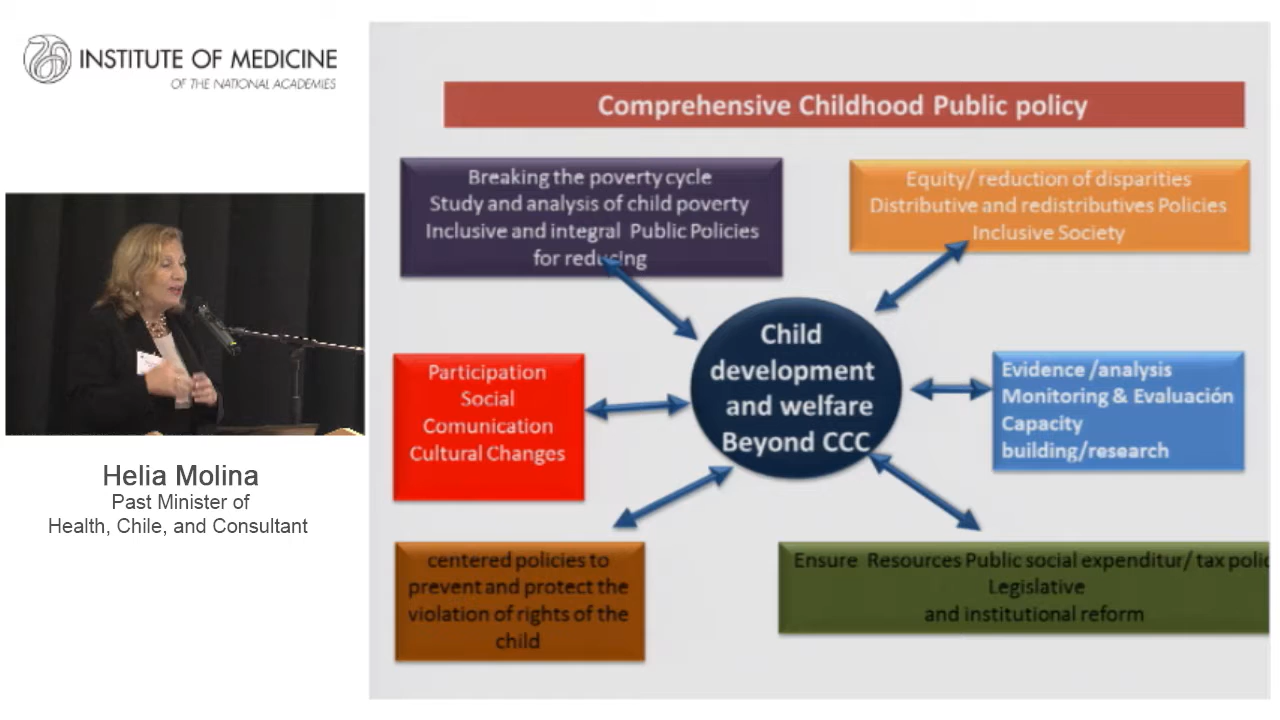 INSTITUTE OF MEDICINE
OF THE NATIONAL ACADEMIES
Helia Molina
Past Minister of
Health, Chile, and Consultant
Comprehensive Childhood Public policy
Breaking the poverty cycle
Study and analysis of child poverty
Inclusive and integral Public Policies
for reducing
Equity/ reduction of disparities
Distributive and redistributives Policies
Inclusive Society
Child
development
and welfare
Beyond CCC
Participation
Social
Comunication
Cultural Changes
Evidence /analysis
Monitoring & Evaluación
Capacity
building/research
centered policies to
prevent and protect the
violation of rights of the
child
Ensure Resources Public social expenditur/ tax polic
Legislative
and institutional reform